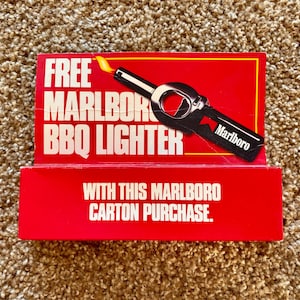 FREE
MARLBORO
BBQ LIGHTER
Marlboro
WITH THIS MARLBORO
CARTON PURCHASE.